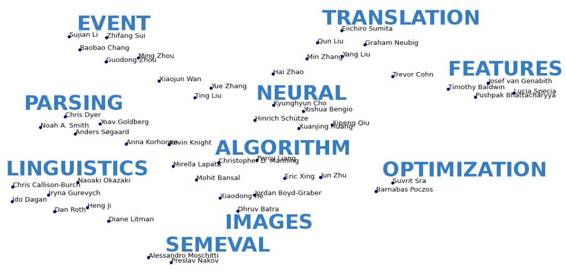 EVENT
TRANSLATION
Sujian Li
Zhifang Sui
Eiichiro Sumita
Baobao Chang
Qun Liu
Graham Neubig
Ming Zhou
Guodong Zhou
Min Zhang
Yang Liu
FEATURES
Hai Zhao
Trevor Cohn
Xiaojun Wan
Josef van Genabith
Yue Zhang
Timothy Baldwin
Lucia Specia
Ting Liu
NEURAL
Pushpak Bhattacharyya
PARSING
Kyunghyun Cho
Yoshua Bengio
Chris Dyer
Hinrich Schütze
Noah A. Smith
Yoav Goldberg
Xipeng Qiu
Xuanjing Huang
Anders Søgaard
Anna Korhonen
Kevin Knight
ALGORITHM
Percy Liang
Mirella Lapata
Christopher D. Manning
LINGUISTICS
OPTIMIZATION
Naoaki Okazaki
Mohit Bansal
Eric Xing
Jun Zhu
Suvrit Sra
Chris Callison-Burch
Barnabas Poczos
Iryna Gurevych
Jordan Boyd-Graber
Ido Dagan
Xiaodong He
Heng Ji
Dan Roth
Dhruv Batra
Diane Litman
IMAGES
SEMEVAL
Alessandro Moschitti
Preslav Nakov